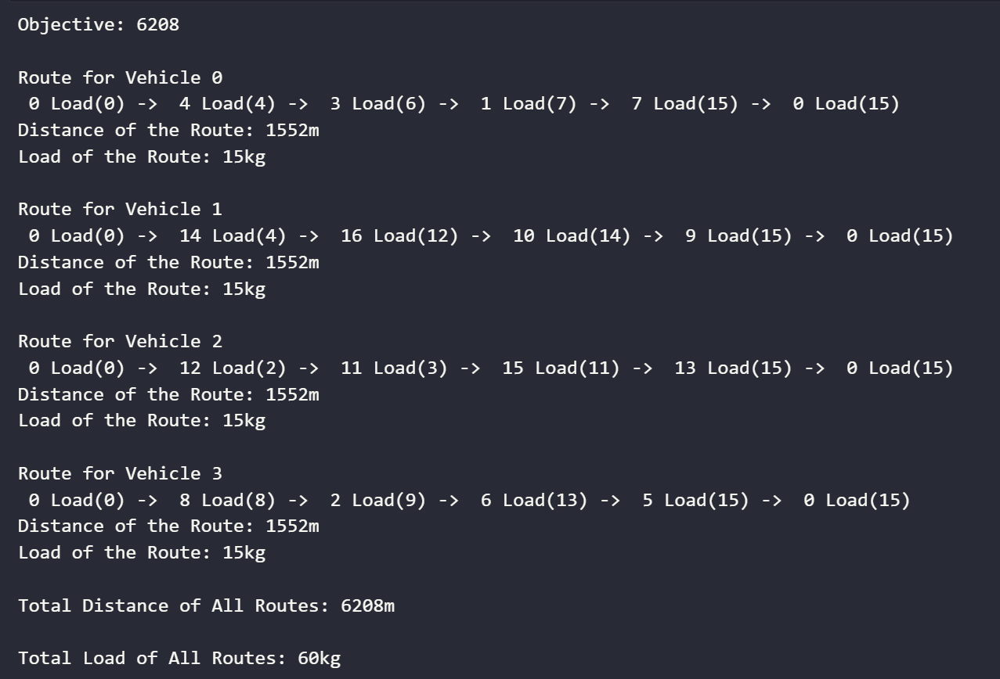 Objective: 6208
Route for Vehicle 0
0 Load(0) -> 4 Load(4) -> 3 Load(6) -> 1 Load(7) -> 7 Load(15) -> 0 Load(15)
Distance of the Route: 1552m
Load of the Route: 15kg
Route for Vehicle 1
0 Load(0) -> 14 Load(4) -> 16 Load(12) -> 10 Load(14) -> 9 Load(15) -> 0 Load(15)
Distance of the Route: 1552m
Load of the Route: 15kg
Route for Vehicle 2
0 Load(0) -> 12 Load(2) -> 11 Load(3) -> 15 Load(11) -> 13 Load(15) -> 0 Load(15)
Distance of the Route: 1552m
Load of the Route: 15kg
Route for Vehicle 3
0 Load(0) -> 8 Load(8) -> 2 Load(9) -> 6 Load(13) -> 5 Load(15) -> 0 Load(15)
Distance of the Route: 1552m
Load of the Route: 15kg
Total Distance of All Routes: 6208m
Total Load of All Routes: 60kg